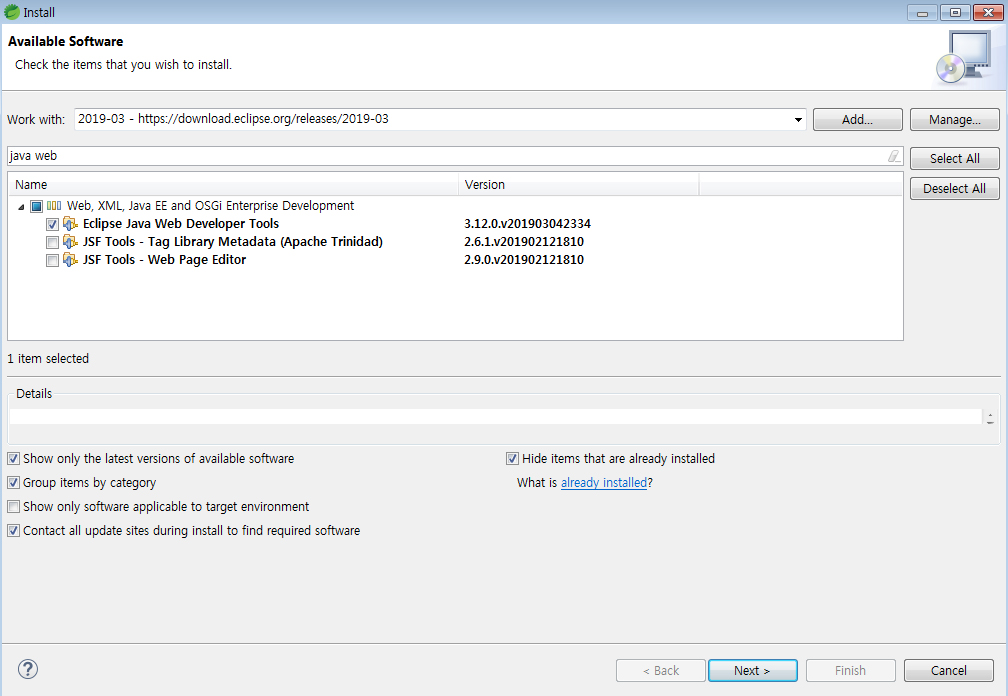 Install
Available Software
Check the items that you wish to install.
Work with: 2019-03 - https://download.eclipse.org/releases/2019-03 Add... Manage...
java web Select All
Name Version Deselect All
Web, XML, Java EE and OSGi Enterprise Development
Eclipse Java Web Developer Tools 3.12.0.v201903042334
JSF Tools - Tag Library Metadata (Apache Trinidad) 2.6.1.v201902121810
JSF Tools - Web Page Editor 2.9.0.v201902121810
1 item selected
Details
Show only the latest versions of available software Hide items that are already installed
Group items by category What is already installed?
Show only software applicable to target environment
Contact all update sites during install to find required software
? < Back Next > Finish Cancel